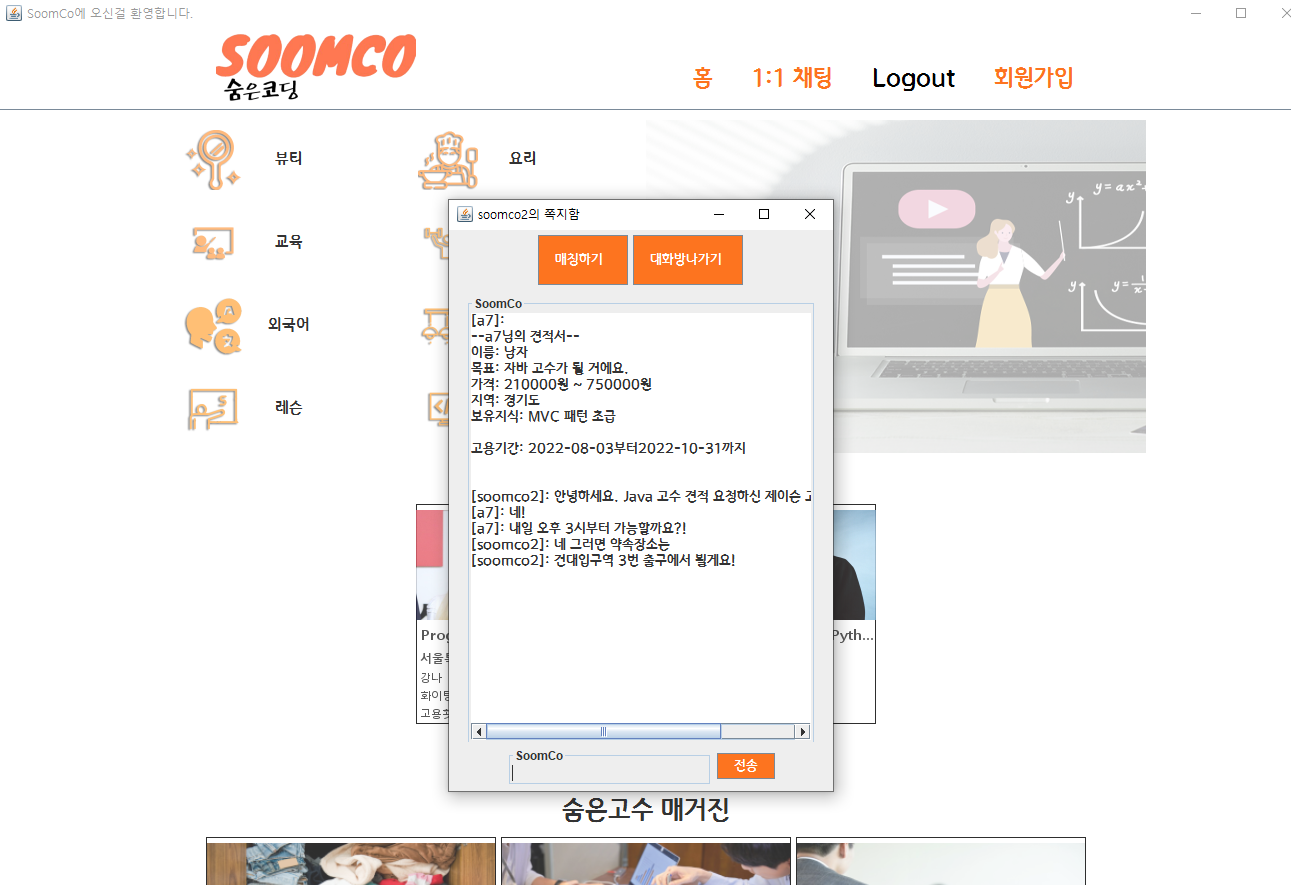 SoomCo에 오신걸 환영합니다.
SOOMCO
숨은코딩
홈 1:1 채팅 Logout 회원가입
뷰티 요리
교육
외국어
레슨
y = ax²+
y
y
soomco2의 쪽지함
매칭하기 대화방나가기
SoomCo
[a7]:
--a7님의 견적서--
이름: 낭자
목표: 자바 고수가 될 거에요.
가격: 210000원 ~ 750000원
지역: 경기도
보유지식: MVC 패턴 초급
고용기간: 2022-08-03부터2022-10-31까지
[soomco2]: 안녕하세요. Java 고수 견적 요청하신 제이슨 고
[a7]: 네!
[a7]: 내일 오후 3시부터 가능할까요?!
[soomco2]: 네 그러면 약속장소는
[soomco2]: 건대입구역 3번 출구에서 뵐게요!
SoomCo
전송
Prog
서울특
강나
화이팅
고용횟
Pyth...
숨은고수 매거진